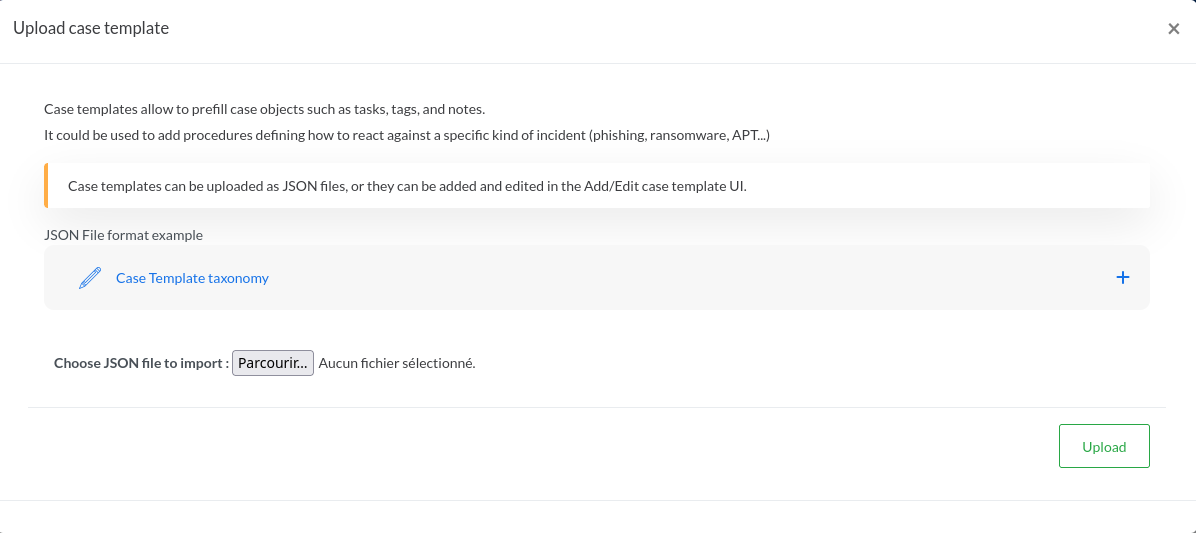 Upload case template
×
Case templates allow to prefill case objects such as tasks, tags, and notes.
It could be used to add procedures defining how to react against a specific kind of incident (phishing, ransomware, APT...)
Case templates can be uploaded as JSON files, or they can be added and edited in the Add/Edit case template UI.
JSON File format example
Case Template taxonomy
Choose JSON file to import : Parcourir... Aucun fichier sélectionné.
Upload